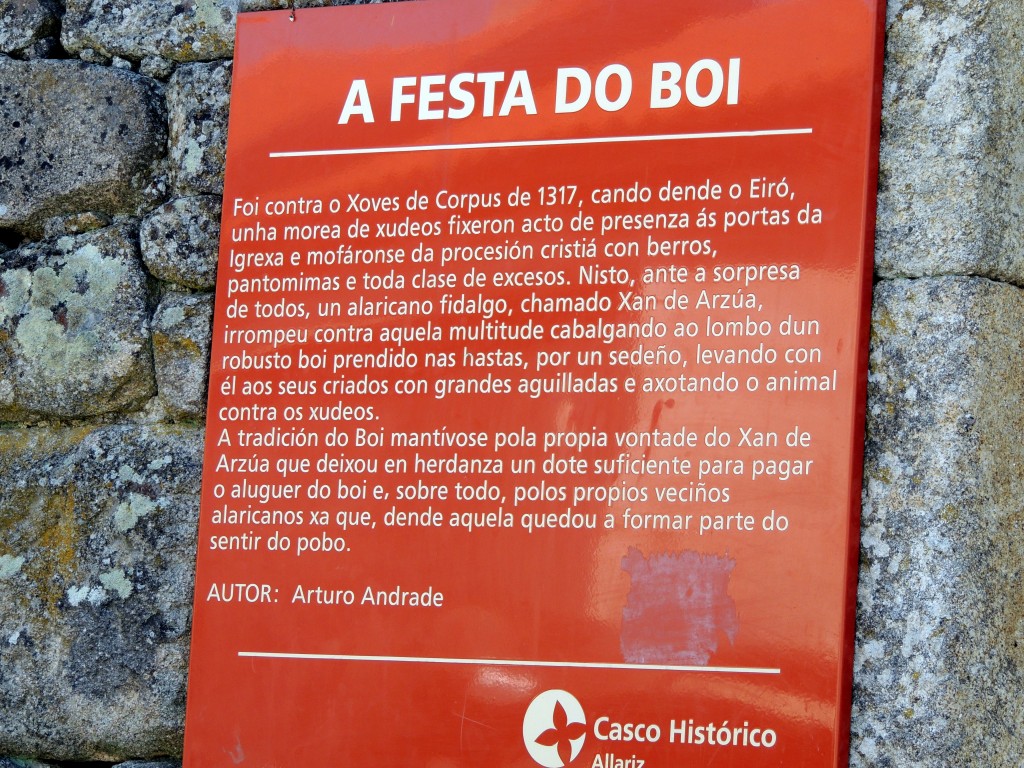 A FESTA DO BOI
Foi contra o Xoves de Corpus de 1317, cando dende o Eiró,
unha morea de xudeos fixeron acto de presenza ás portas da
Igrexa e mofáronse da procesión cristiá con berros,
pantomimas e toda clase de excesos. Nisto, ante a sorpresa
de todos, un alaricano fidalgo, chamado Xan de Arzúa,
irrompeu contra aquela multitude cabalgando ao lombo dun
robusto boi prendido nas hastas, por un sedeño, levando con
él aos seus criados con grandes aguilladas e axotando o animal
contra os xudeos.
A tradición do Boi mantívose pola propia vontade do Xan de
Arzúa que deixou en herdanza un dote suficiente para pagar
o aluguer do boi e, sobre todo, polos propios veciños
alaricanos xa que, dende aquela quedou a formar parte do
sentir do pobo.
AUTOR: Arturo Andrade
Casco Histórico
Allariz